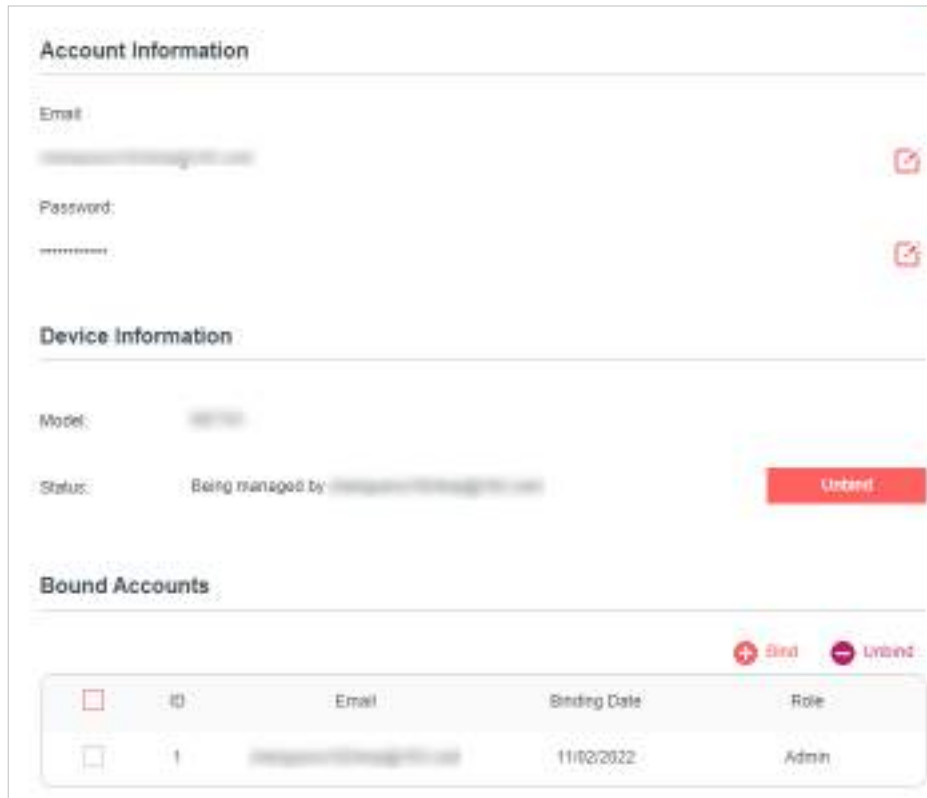 Account Information
Email
Password:
Device Information
Model:
Status: Being managed by
Unbind
Bound Accounts
Bind Unbind
ID Email Binding Date Role
1 11/02/2022 Admin